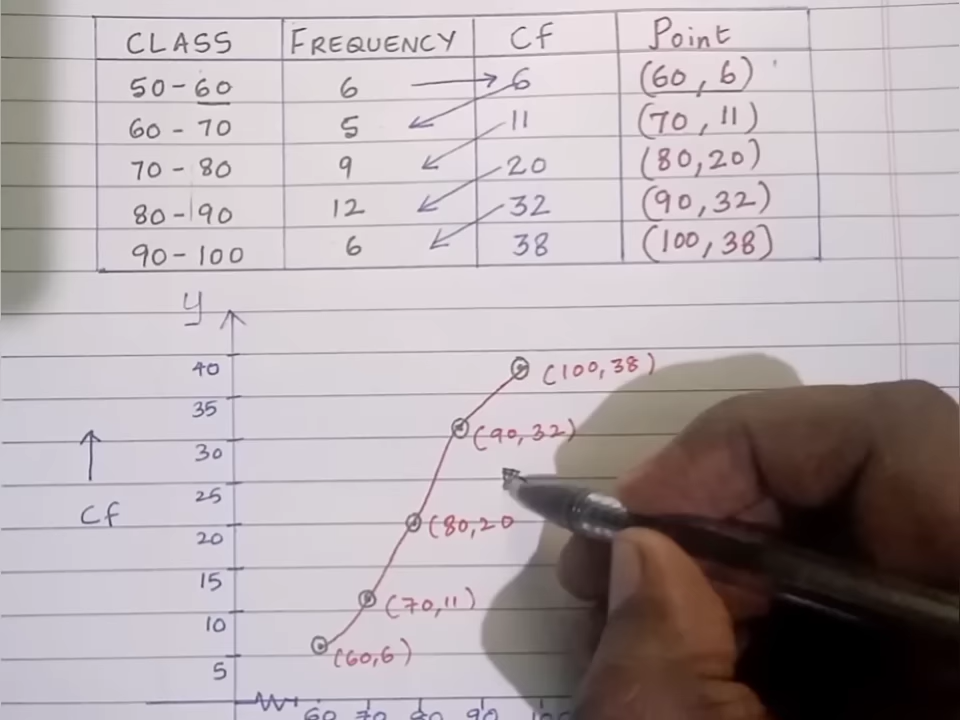 CLASS FREQUENCY Cf Point
50-60 6 6 (60, 6)
60-70 5 11 (70, 11)
70-80 9 20 (80,20)
80-90 12 32 (90,32)
90-100 6 38 (100,38)
y
40 (100,38)
35
(90,32)
30
25
Cf
(80,20
20
15
(70,11)
10
(60,6)
5
60 70 80 90 100